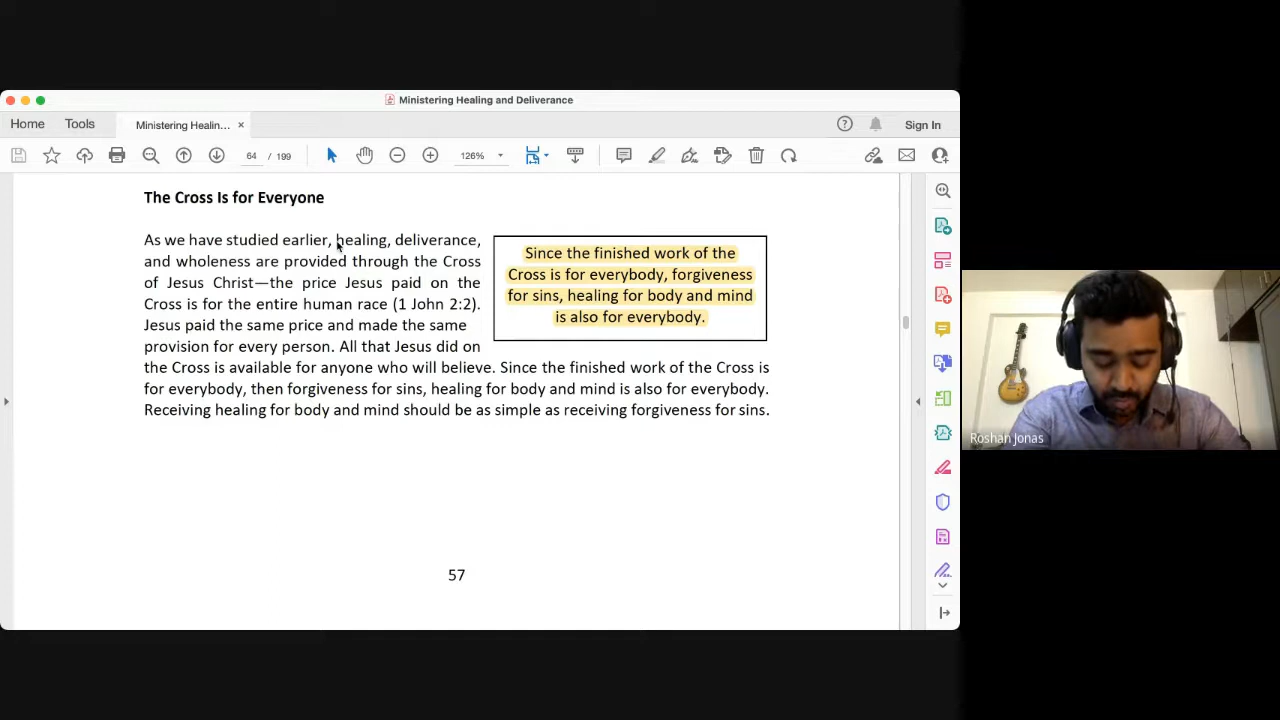 Ministering Healing and Deliverance
Home
Tools
Ministering Healin...
Sign In
64 / 199
126%
The Cross Is for Everyone
As we have studied earlier, healing, deliverance,
and wholeness are provided through the Cross
of Jesus Christ—the price Jesus paid on the
Cross is for the entire human race (1 John 2:2).
Jesus paid the same price and made the same
provision for every person. All that Jesus did on
the Cross is available for anyone who will believe. Since the finished work of the Cross is
for everybody, then forgiveness for sins, healing for body and mind is also for everybody.
Receiving healing for body and mind should be as simple as receiving forgiveness for sins.
Since the finished work of the
Cross is for everybody, forgiveness
for sins, healing for body and mind
is also for everybody.
57
Roshan Jonas